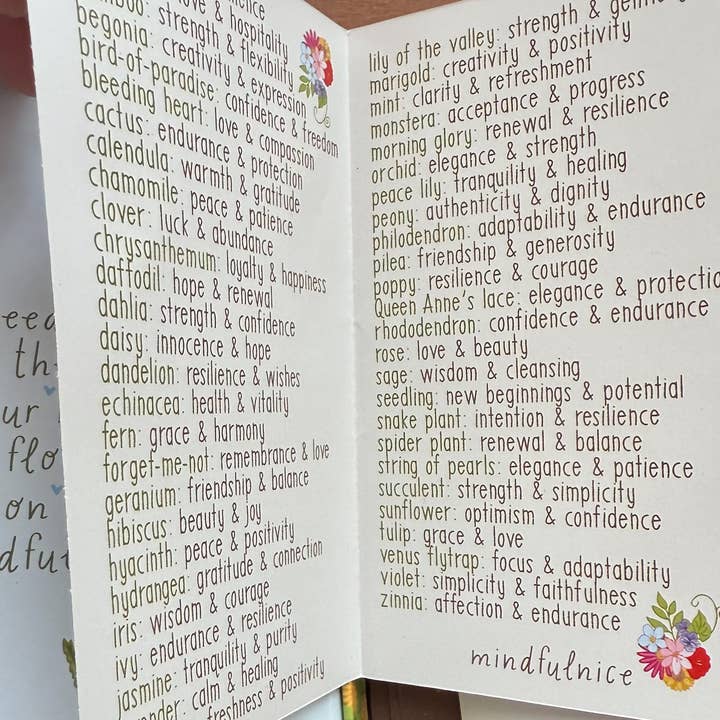 & hospitality
strength & flexibility
begonia: creativity & expression
bird-of-paradise: confidence & freedom
bleeding heart: love & compassion
cactus: endurance & protection
calendula: warmth & gratitude
chamomile: peace & patience
clover: luck & abundance
chrysanthemum: loyalty & happiness
daffodil: hope & renewal
dahlia: strength & confidence
daisy: innocence & hope
dandelion: resilience & wishes
echinacea: health & vitality
fern: grace & harmony
forget-me-not: remembrance & love
geranium: friendship & balance
hibiscus: beauty & joy
hyacinth: peace & positivity
hydrangea: gratitude & connection
iris: wisdom & courage
ivy: endurance & resilience
jasmine: tranquility & purity
calm & healing
freshness & positivity
lily of the valley: strength &
marigold: creativity & positivity
mint: clarity & refreshment
monstera: acceptance & progress
morning glory: renewal & resilience
orchid: elegance & strength
peace lily: tranquility & healing
peony: authenticity & dignity
philodendron: adaptability & endurance
pilea: friendship & generosity
poppy: resilience & courage
Queen Anne's lace: elegance & protectio
rhododendron: confidence & endurance
rose: love & beauty
sage: wisdom & cleansing
seedling: new beginnings & potential
snake plant: intention & resilience
spider plant: renewal & balance
string of pearls: elegance & patience
succulent: strength & simplicity
sunflower: optimism & confidence
tulip: grace & love
venus flytrap: focus & adaptability
violet: simplicity & faithfulness
zinnia: affection & endurance
mindfulnice